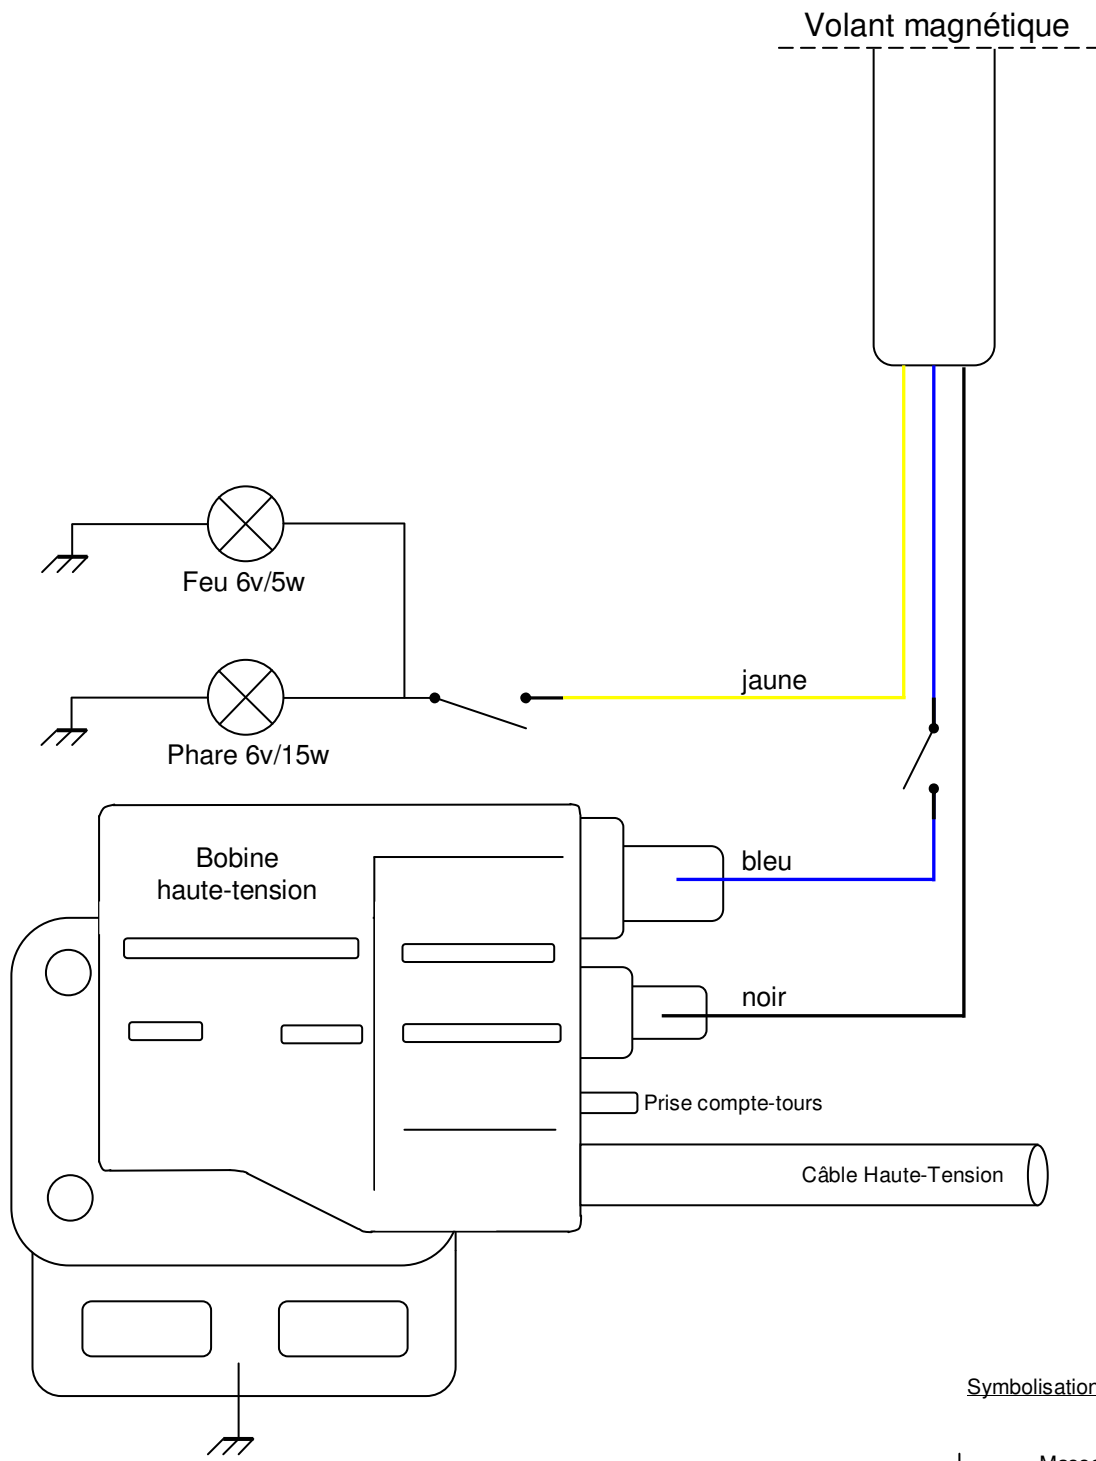 Volant magnétique
Feu 6v/5w
jaune
Phare 6v/15w
Bobine
haute-tension
bleu
noir
Prise compte-tours
Câble Haute-Tension
Symbolisation